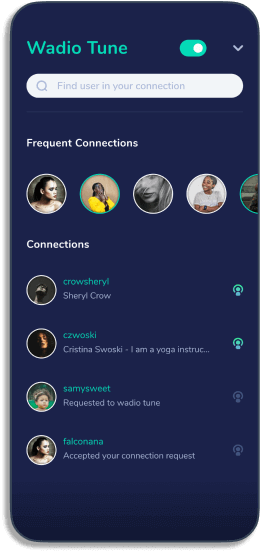 Wadio Tune
Find user in your connection
Frequent Connections
Connections
crowsheryl
Sheryl Crow
czwoski
Cristina Swoski - I am a yoga instruc...
samysweet
Requested to wadio tune
falconana
Accepted your connection request